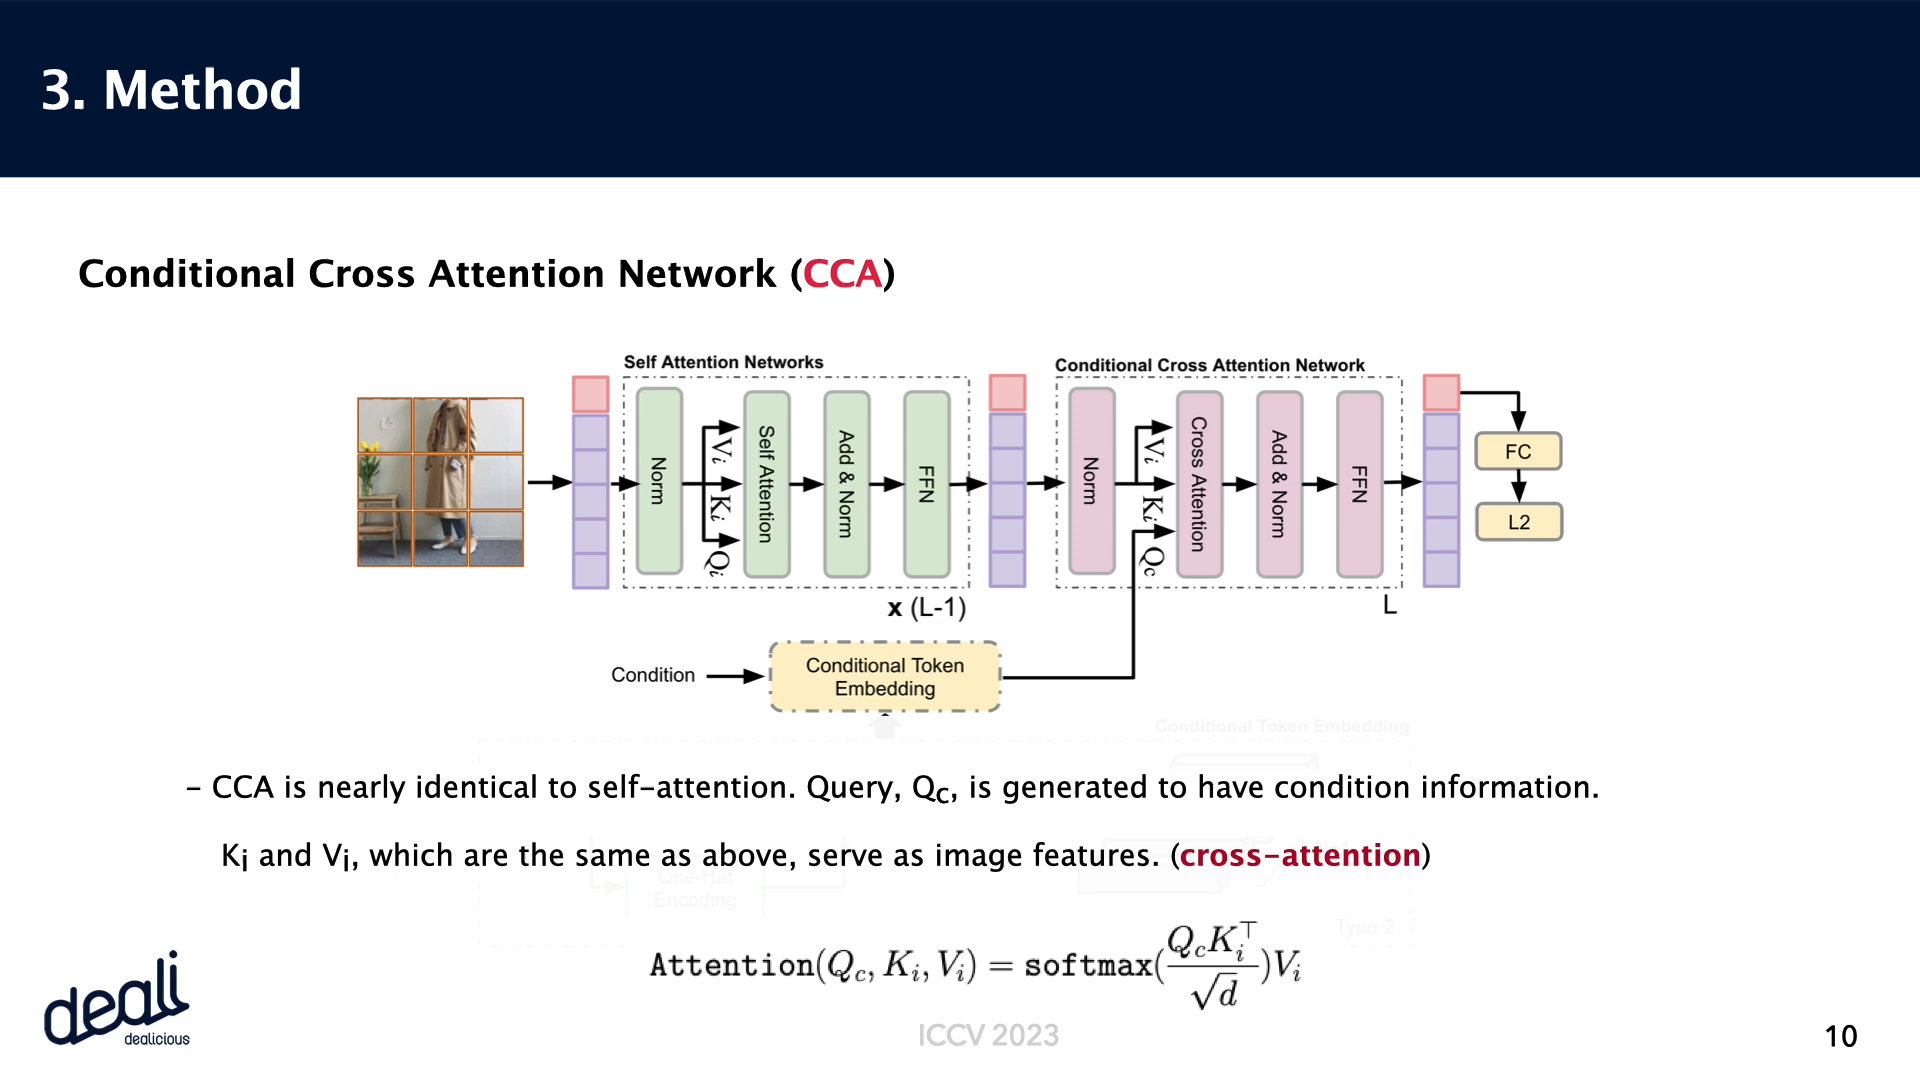 3. Method
Conditional Cross Attention Network (CCA)
Self Attention Networks
Conditional Cross Attention Network
Norm
Vi
Ki
Qi
Self Attention
Add & Norm
FFN
x (L-1)
Norm
Vi
Ki
Qc
Cross Attention
Add & Norm
FFN
L
FC
L2
Condition
Conditional Token
Embedding
Conditional Token Embedding
– CCA is nearly identical to self-attention. Query, Qc, is generated to have condition information.
Ki and Vi, which are the same as above, serve as image features. (cross-attention)
One-Hat
Encoding
Type 2
Attention(Qc, Ki, Vi) = softmax(QcKi⊤/√d)Vi
deali
dealicious
ICCV 2023
10